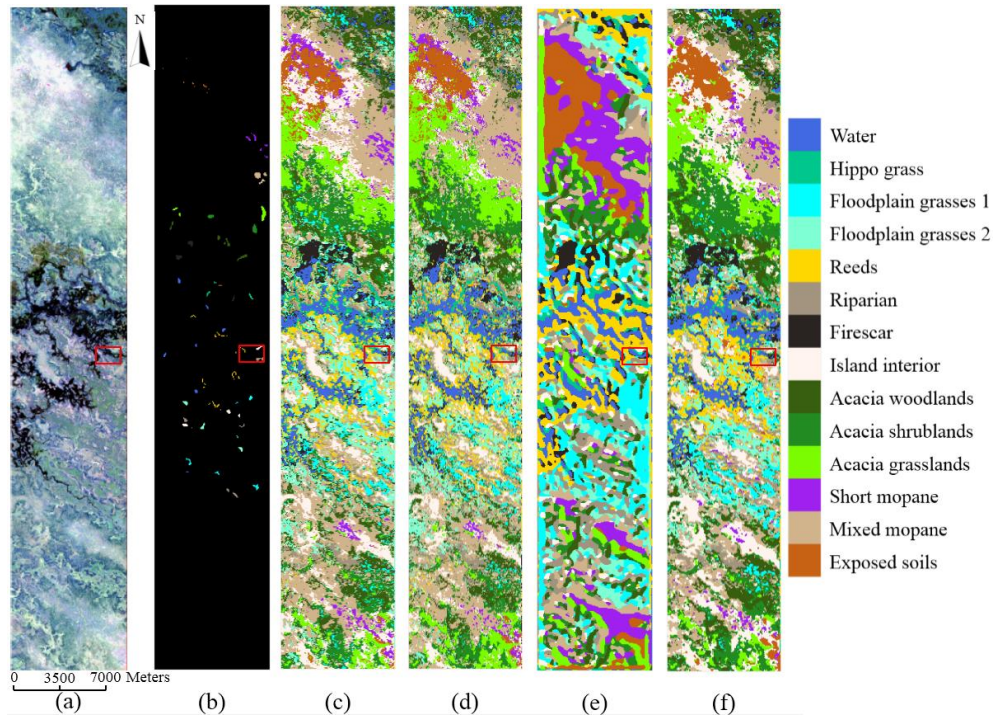 N
Water
Hippo grass
Floodplain grasses 1
Floodplain grasses 2
Reeds
Riparian
Firescar
Island interior
Acacia woodlands
Acacia shrublands
Acacia grasslands
Short mopane
Mixed mopane
Exposed soils
0 3500 7000 Meters
(a) (b) (c) (d) (e) (f)